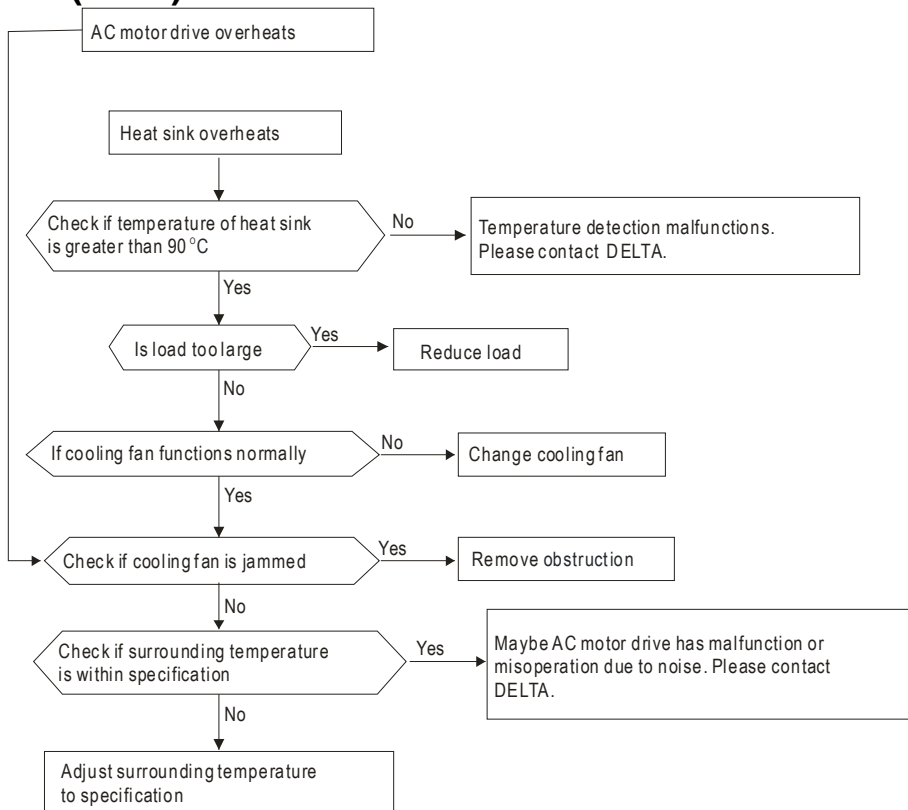 AC motor drive overheats
Heat sink overheats
Check if temperature of heat sink
is greater than 90 °C
No
Temperature detection malfunctions.
Please contact DELTA.
Yes
Is load too large
Yes
Reduce load
No
If cooling fan functions normally
No
Change cooling fan
Yes
Check if cooling fan is jammed
Yes
Remove obstruction
No
Check if surrounding temperature
is within specification
Yes
Maybe AC motor drive has malfunction or
misoperation due to noise. Please contact
DELTA.
No
Adjust surrounding temperature
to specification